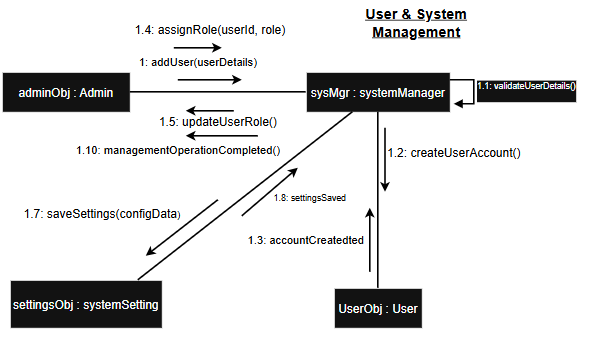 User & System
Management
1.4: assignRole(userId, role)
1: addUser(userDetails)
adminObj : Admin
sysMgr : systemManager
1.1: validateUserDetails()
1.5: updateUserRole()
1.10: managementOperationCompleted()
1.2: createUserAccount()
1.8: settingsSaved
1.7: saveSettings(configData)
1.3: accountCreatedted
settingsObj : systemSetting
UserObj : User